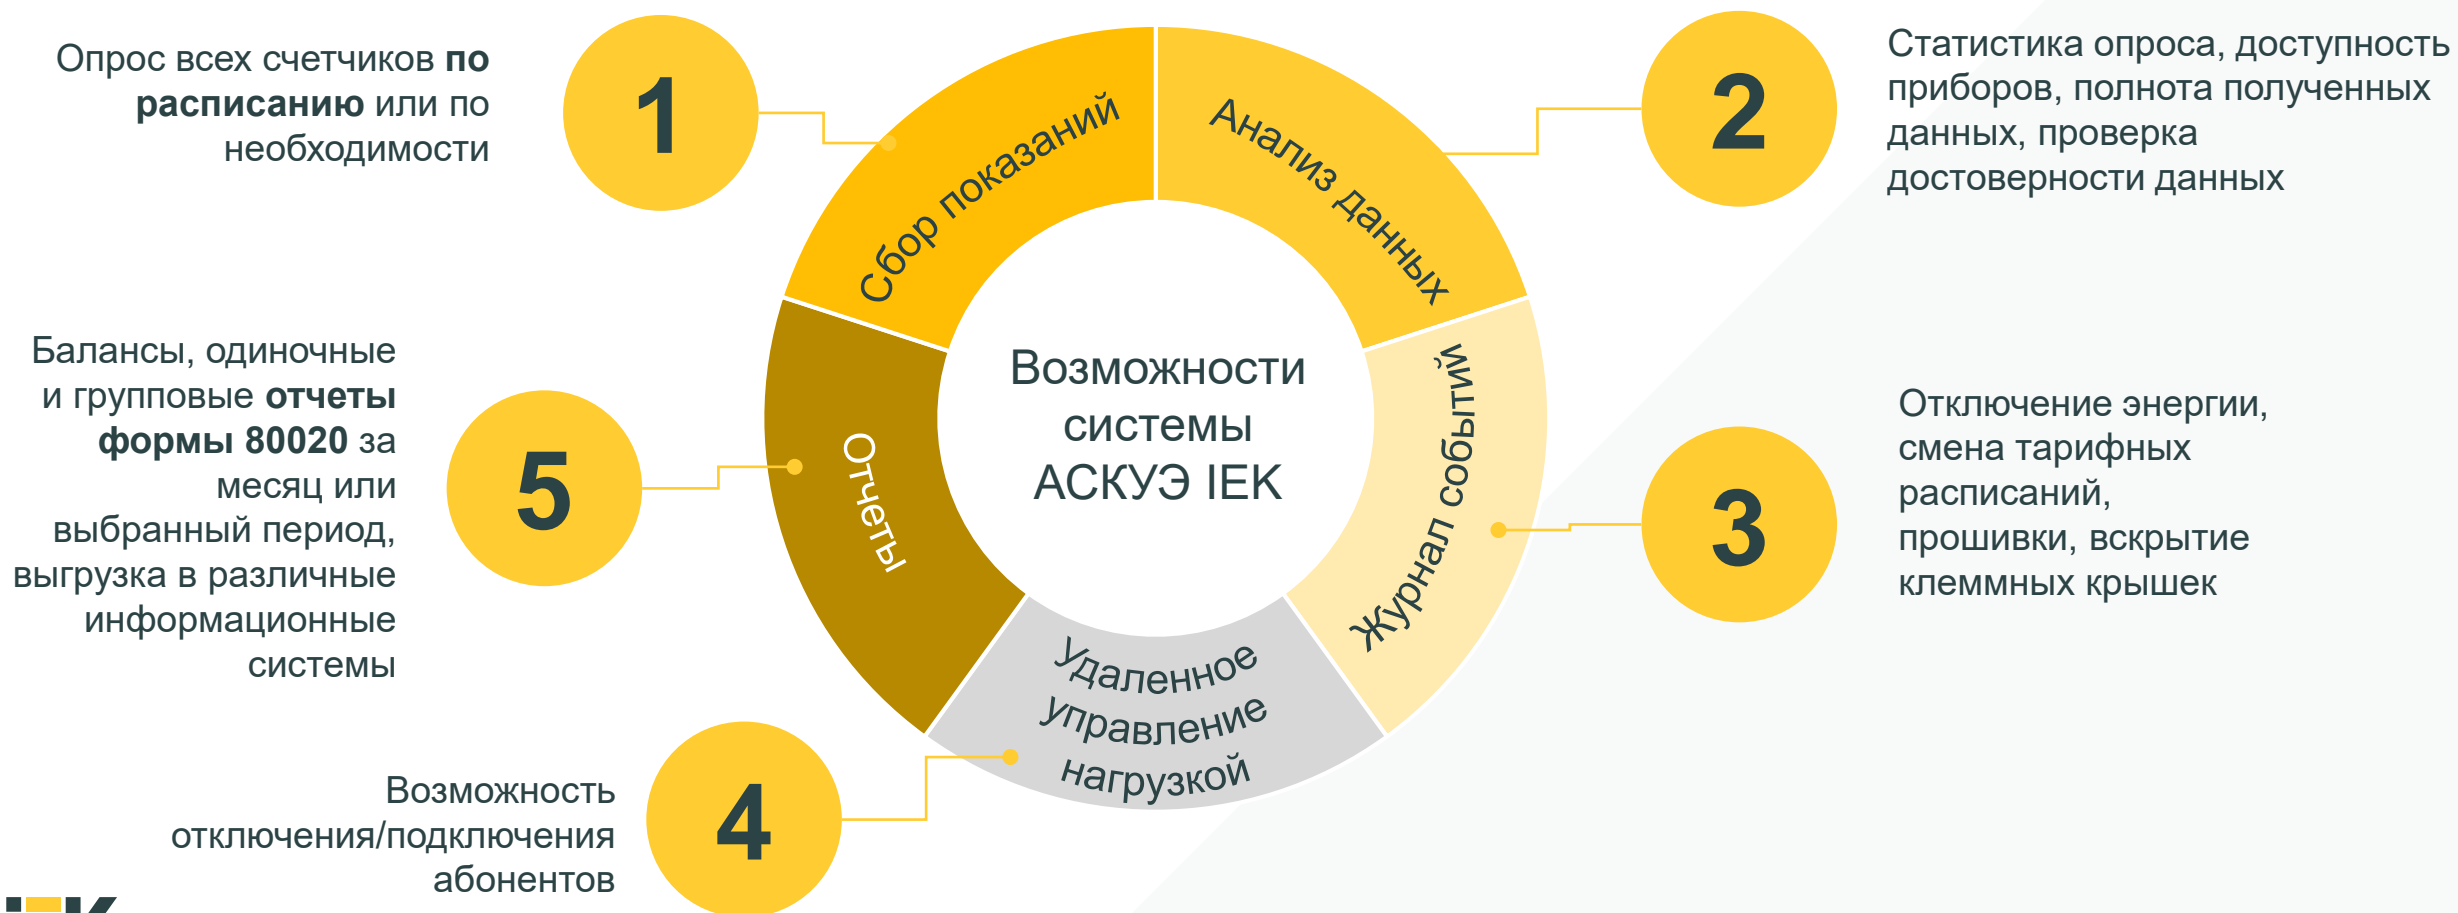 Опрос всех счетчиков по
расписанию или по
необходимости
1
Сбор показаний
Анализ данных
2
Статистика опроса, доступность
приборов, полнота полученных
данных, проверка
достоверности данных
Возможности
системы
АСКУЭ IEK
Журнал событий
3
Отключение энергии,
смена тарифных
расписаний,
прошивки, вскрытие
клеммных крышек
Удаленное
управление
нагрузкой
4
Возможность
отключения/подключения
абонентов
Отчеты
5
Балансы, одиночные
и групповые отчеты
формы 80020 за
месяц или
выбранный период,
выгрузка в различные
информационные
системы